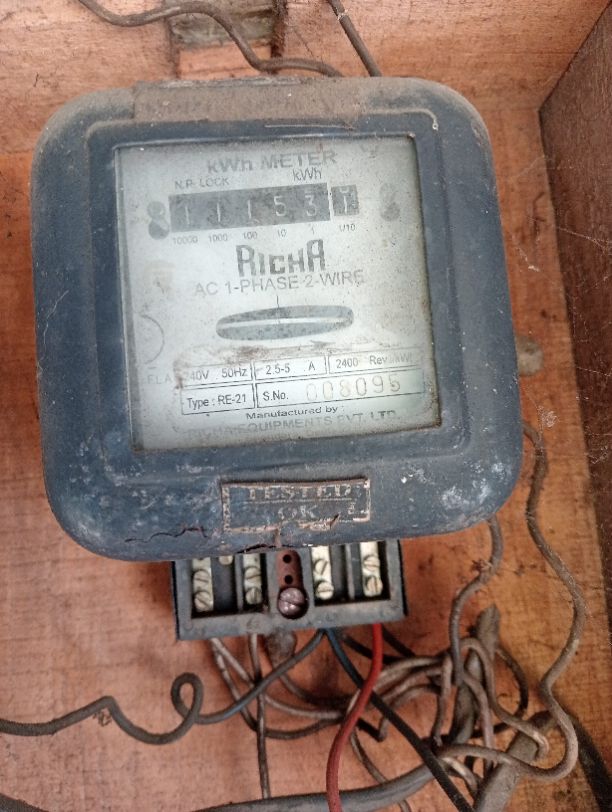 kWh METER
N.R. LOCK kWh
1 1 1 5 3
10000 1000 100 10 1 1/10
RICHA
AC 1-PHASE-2-WIRE
240V 50Hz 2.5-5 A 2400 Rev/kWh
Type : RE-21 S.No. 008095
Manufactured by :
EQUIPMENTS PVT. LTD.
TESTED
OK